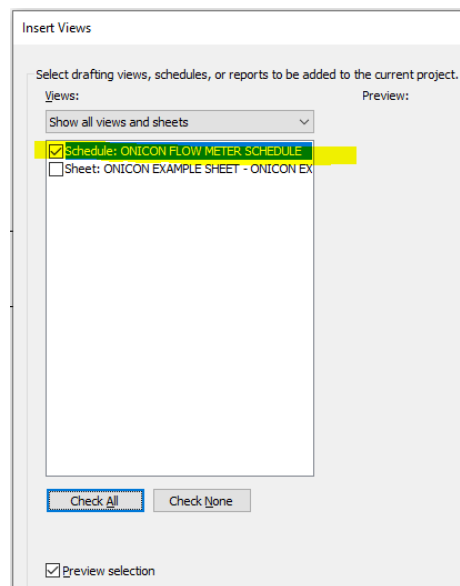 Insert Views
Select drafting views, schedules, or reports to be added to the current project.
Views:
Preview:
Show all views and sheets
Schedule: ONICON FLOW METER SCHEDULE
Sheet: ONICON EXAMPLE SHEET - ONICON EX
Check All
Check None
Preview selection